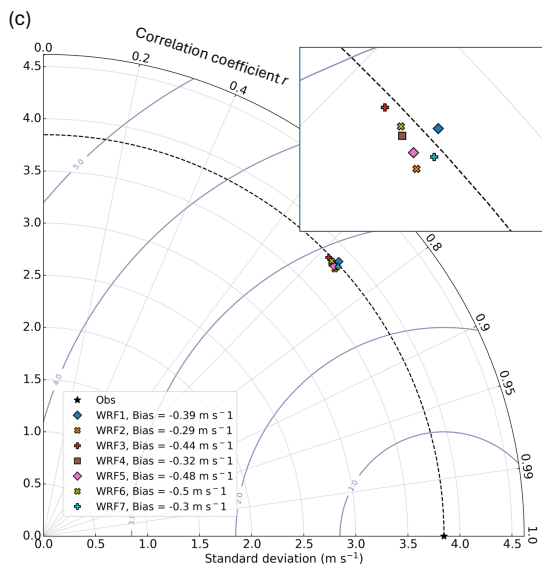 (c)
Correlation coefficient r
0.0
0.2
0.4
0.8
0.9
0.95
0.99
1.0
4.5
4.0
3.5
3.0
2.5
2.0
1.5
1.0
0.5
0.0
5.0
4.0
3.0
2.0
1.0
Obs
WRF1, Bias = -0.39 m s⁻¹
WRF2, Bias = -0.29 m s⁻¹
WRF3, Bias = -0.44 m s⁻¹
WRF4, Bias = -0.32 m s⁻¹
WRF5, Bias = -0.48 m s⁻¹
WRF6, Bias = -0.5 m s⁻¹
WRF7, Bias = -0.3 m s⁻¹
0.0 0.5 1.0 1.5 2.0 2.5 3.0 3.5 4.0 4.5
Standard deviation (m s⁻¹)